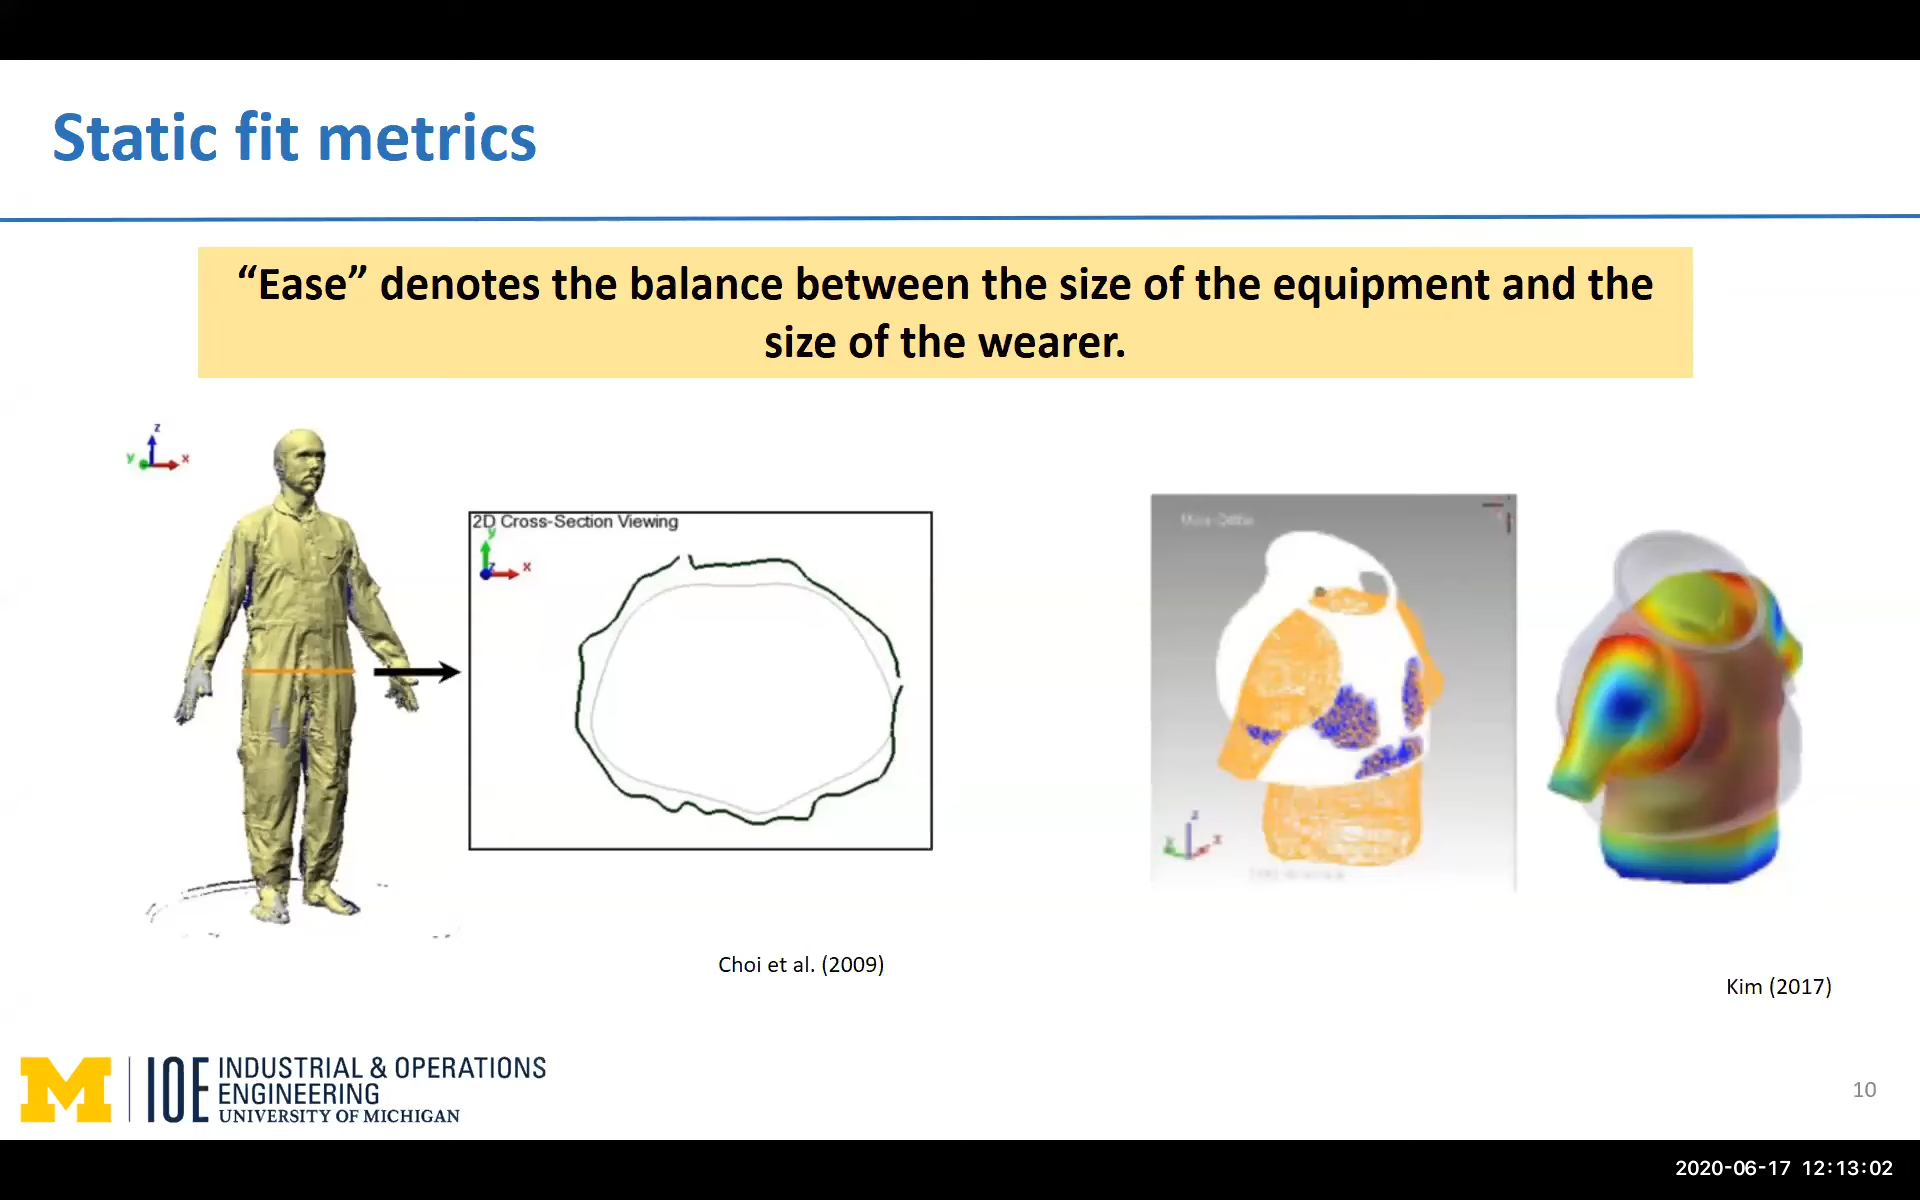 Static fit metrics
“Ease” denotes the balance between the size of the equipment and the
size of the wearer.
z
y
x
2D Cross-Section Viewing
y
z
x
z
x
Choi et al. (2009)
Kim (2017)
M
IOE
INDUSTRIAL & OPERATIONS
ENGINEERING
UNIVERSITY OF MICHIGAN
10
2020-06-17 12:13:02